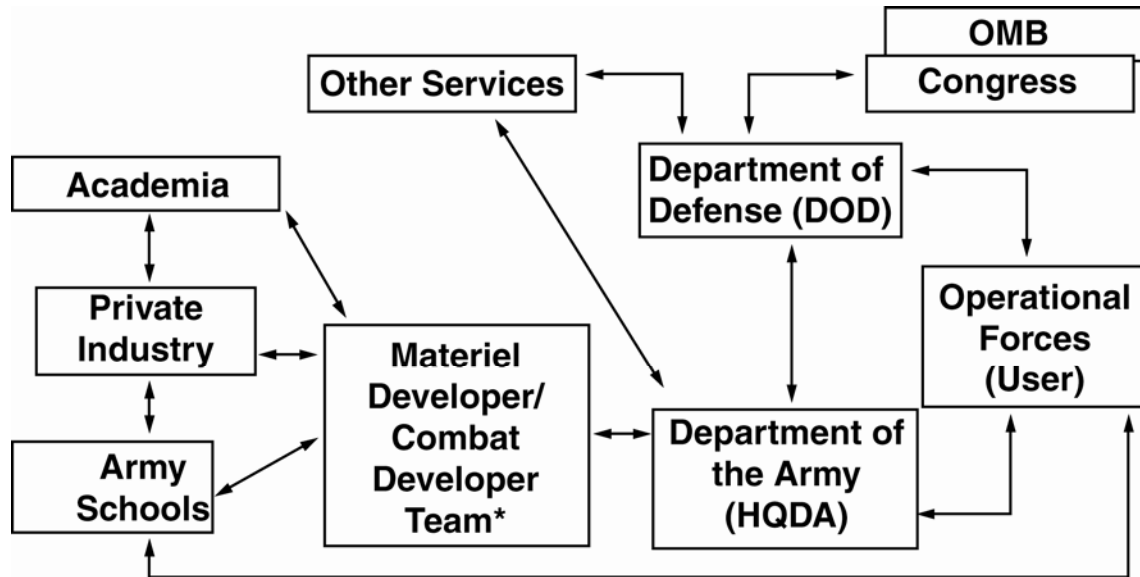 OMB
Congress
Other Services
Department of
Defense (DOD)
Academia
Private
Industry
Operational
Forces
(User)
Materiel
Developer/
Combat
Developer
Team*
Department of
the Army
(HQDA)
Army
Schools